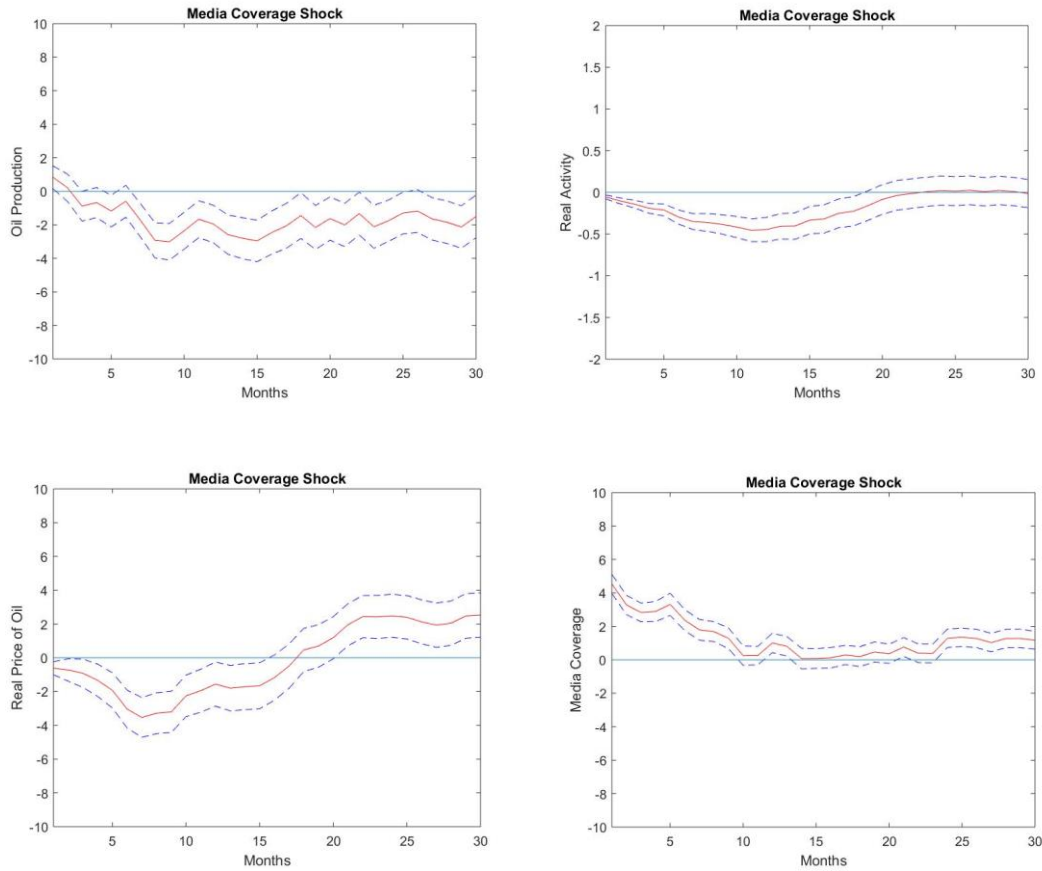 Media Coverage Shock
10
8
6
4
2
0
-2
-4
-6
-8
-10
Oil Production
5 10 15 20 25 30
Months
Media Coverage Shock
2
1.5
1
0.5
0
-0.5
-1
-1.5
-2
Real Activity
5 10 15 20 25 30
Months
Media Coverage Shock
10
8
6
4
2
0
-2
-4
-6
-8
-10
Real Price of Oil
5 10 15 20 25 30
Months
Media Coverage Shock
10
8
6
4
2
0
-2
-4
-6
-8
-10
Media Coverage
5 10 15 20 25 30
Months